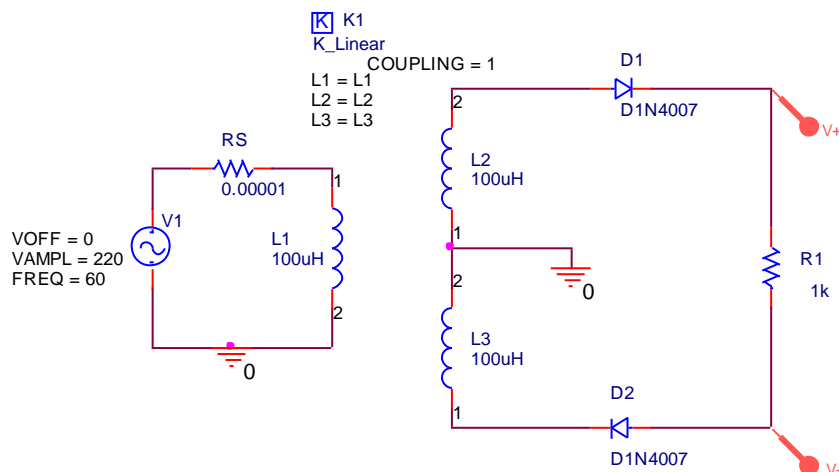 K K1
K_Linear
COUPLING = 1
L1 = L1
L2 = L2
L3 = L3
D1
D1N4007
V+
2
RS
0.00001
1
L2
100uH
V1
VOFF = 0
VAMPL = 220
FREQ = 60
L1
100uH
1
2
R1
1k
0
2
L3
100uH
0
1
D2
D1N4007
V-